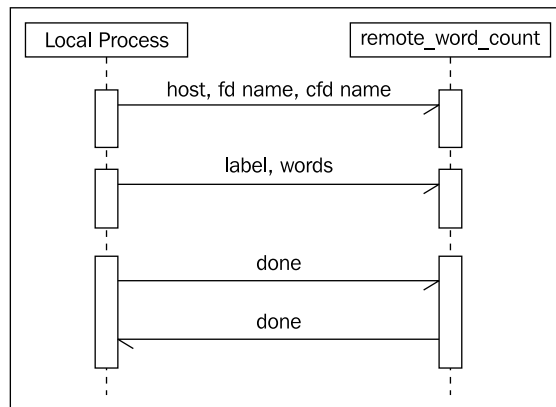 Local Process
remote_word_count
host, fd name, cfd name
label, words
done
done